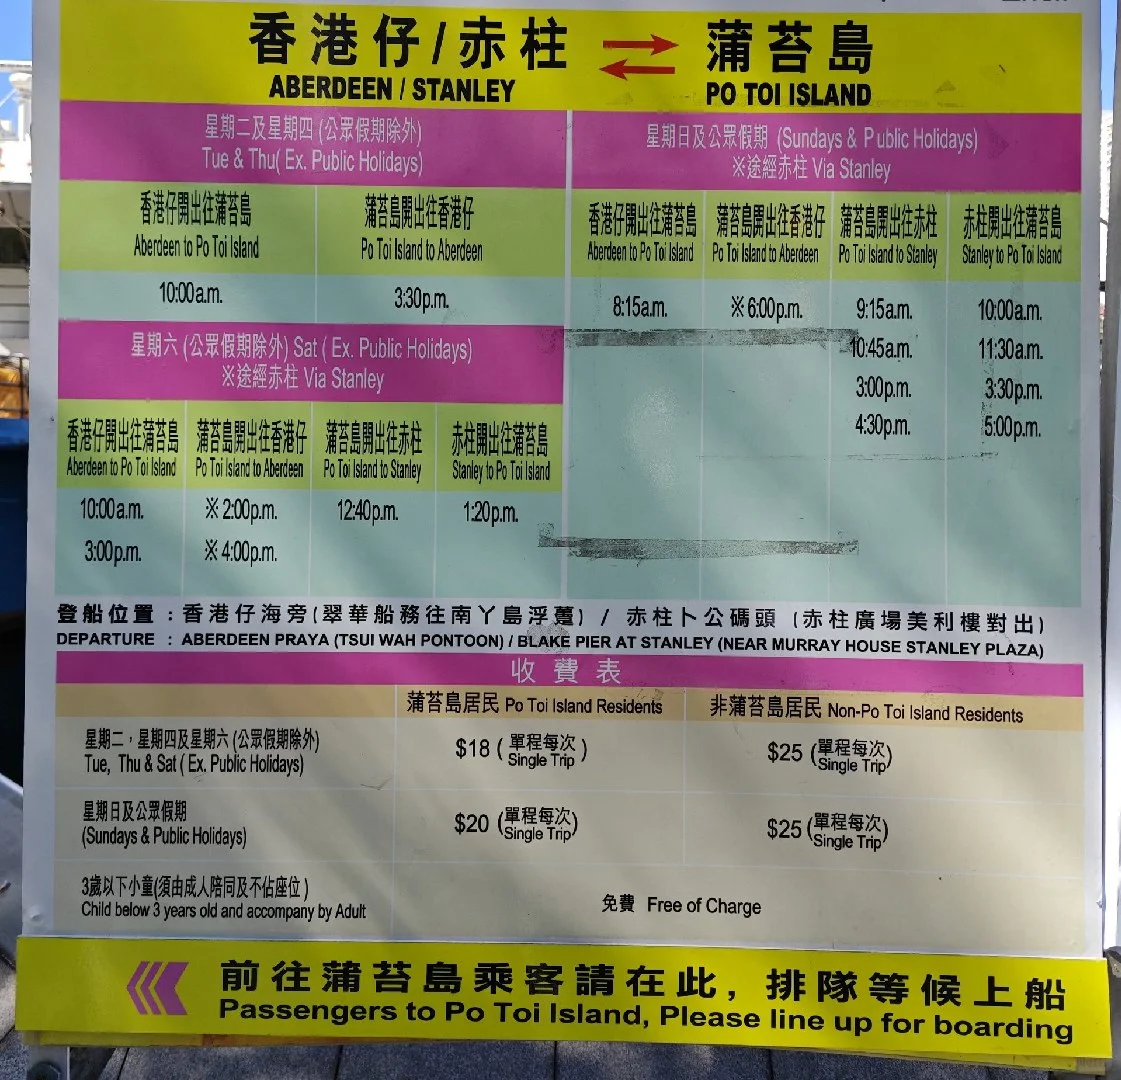 香港仔/赤柱 蒲苔島
ABERDEEN / STANLEY PO TOI ISLAND
星期二及星期四 (公眾假期除外)
Tue & Thu( Ex. Public Holidays)
香港仔開出往蒲苔島 蒲苔島開出往香港仔
Aberdeen to Po Toi Island Po Toi Island to Aberdeen
10:00a.m. 3:30p.m.
星期六 (公眾假期除外) Sat ( Ex. Public Holidays)
※途經赤柱 Via Stanley
香港仔開出往蒲苔島 蒲苔島開出往香港仔 蒲苔島開出往赤柱 赤柱開出往蒲苔島
Aberdeen to Po Toi Island Po Toi Island to Aberdeen Po Toi Island to Stanley Stanley to Po Toi Island
10:00a.m. ※ 2:00p.m. 12:40p.m. 1:20p.m.
3:00p.m. ※ 4:00p.m.
星期日及公眾假期 (Sundays & Public Holidays)
※途經赤柱 Via Stanley
香港仔開出往蒲苔島 蒲苔島開出往香港仔 蒲苔島開出往赤柱 赤柱開出往蒲苔島
Aberdeen to Po Toi Island Po Toi Island to Aberdeen Po Toi Island to Stanley Stanley to Po Toi Island
8:15a.m. ※ 6:00p.m. 9:15a.m. 10:00a.m.
10:45a.m. 11:30a.m.
3:00p.m. 3:30p.m.
4:30p.m. 5:00p.m.
登船位置 : 香港仔海旁(翠華船務往南丫島浮躉) / 赤柱卜公碼頭 (赤柱廣場美利樓對出)
DEPARTURE : ABERDEEN PRAYA (TSUI WAH PONTOON) / BLAKE PIER AT STANLEY (NEAR MURRAY HOUSE STANLEY PLAZA)
收費表
蒲苔島居民 Po Toi Island Residents 非蒲苔島居民 Non-Po Toi Island Residents
星期二，星期四及星期六 (公眾假期除外)
Tue, Thu & Sat ( Ex. Public Holidays)
$18 ( 單程每次 Single Trip ) $25 (單程每次 Single Trip)
星期日及公眾假期
(Sundays & Public Holidays)
$20 (單程每次 Single Trip) $25 (單程每次 Single Trip)
3歲以下小童(須由成人陪同及不佔座位 )
Child below 3 years old and accompany by Adult
免費 Free of Charge
前往蒲苔島乘客請在此，排隊等候上船
Passengers to Po Toi Island, Please line up for boarding